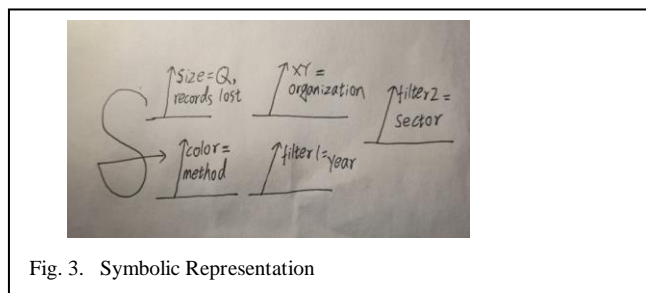 ↑size=Q,
records lost
↑XY=
organization
↑filter2=
sector
S
↑color=
method
↑filter1=year
Fig. 3. Symbolic Representation